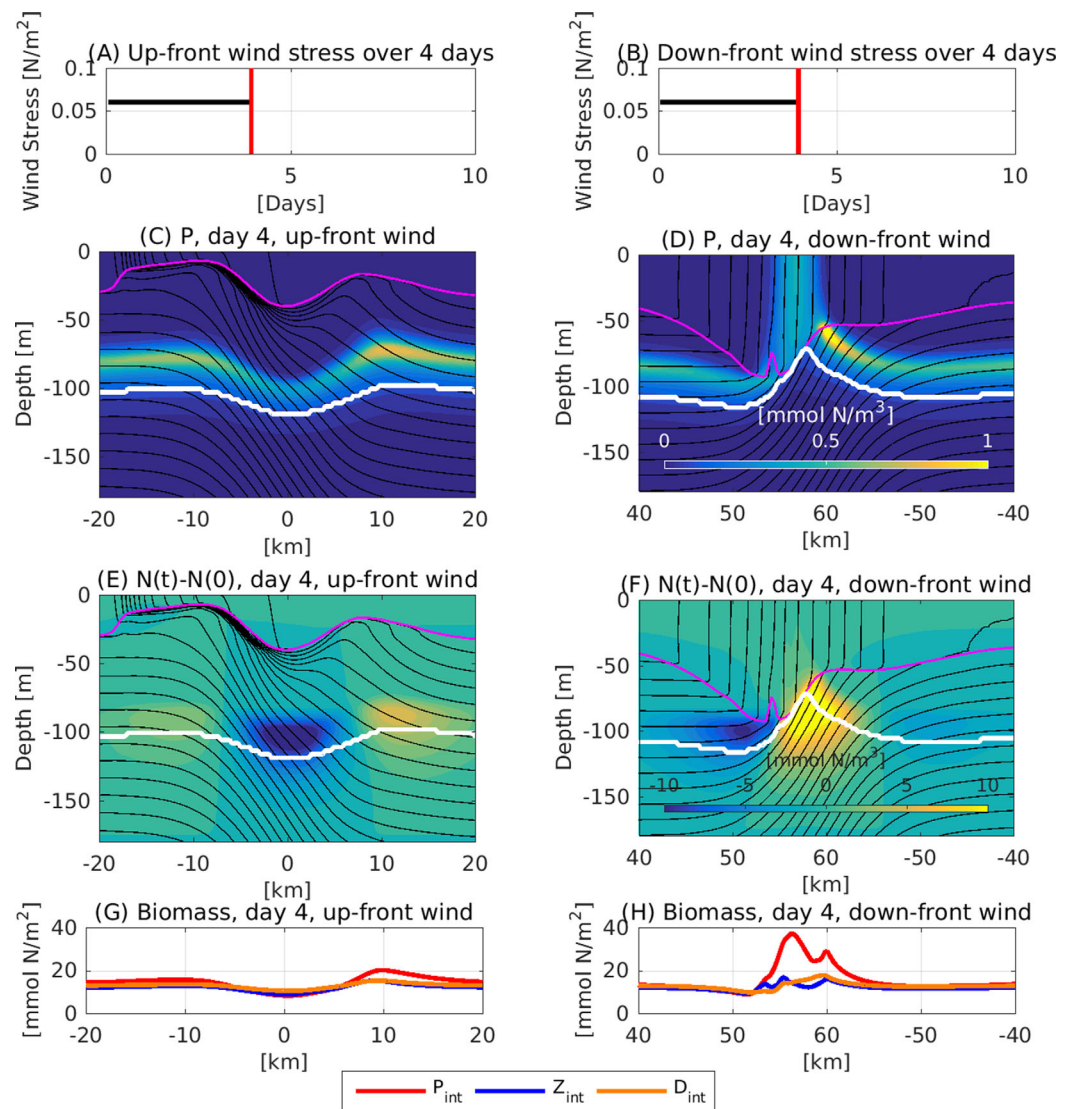 (A) Up-front wind stress over 4 days
Wind Stress [N/m²]
0.1
0.05
0
0 5 10
[Days]
(B) Down-front wind stress over 4 days
Wind Stress [N/m²]
0.1
0.05
0
0 5 10
[Days]
(C) P, day 4, up-front wind
Depth [m]
0
-50
-100
-150
-20 -10 0 10 20
[km]
(D) P, day 4, down-front wind
Depth [m]
0
-50
-100
-150
[mmol N/m³]
0 0.5 1
40 50 60 -50 -40
[km]
(E) N(t)-N(0), day 4, up-front wind
Depth [m]
0
-50
-100
-150
-20 -10 0 10 20
[km]
(F) N(t)-N(0), day 4, down-front wind
Depth [m]
0
-50
-100
-150
[mmol N/m³]
-10 -5 0 5 10
40 50 60 -50 -40
[km]
(G) Biomass, day 4, up-front wind
[mmol N/m²]
40
20
0
-20 -10 0 10 20
[km]
(H) Biomass, day 4, down-front wind
[mmol N/m²]
40
20
0
40 50 60 -50 -40
[km]
P_int Z_int D_int